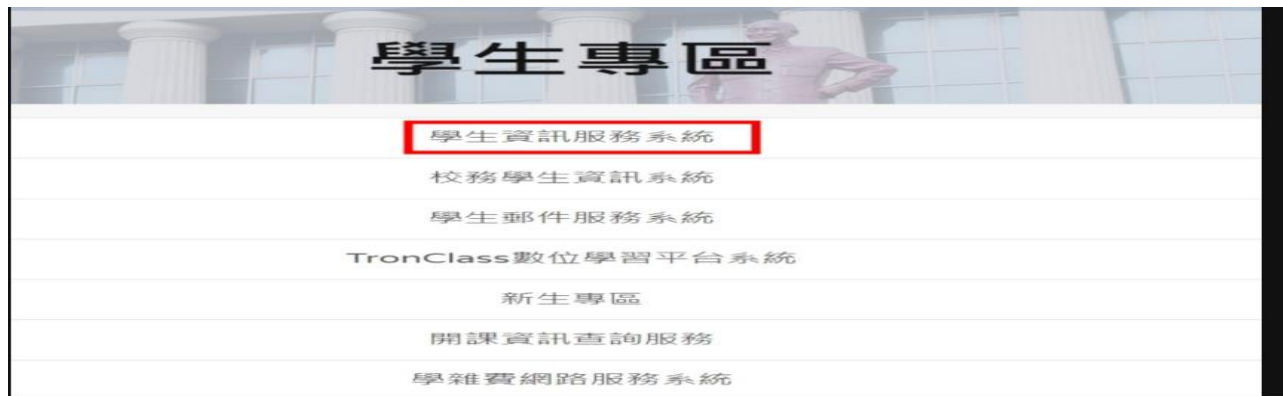 學生專區
學生資訊服務系統
校務學生資訊系統
學生郵件服務系統
TronClass數位學習平台系統
新生專區
開課資訊查詢服務
學雜費網路服務系統